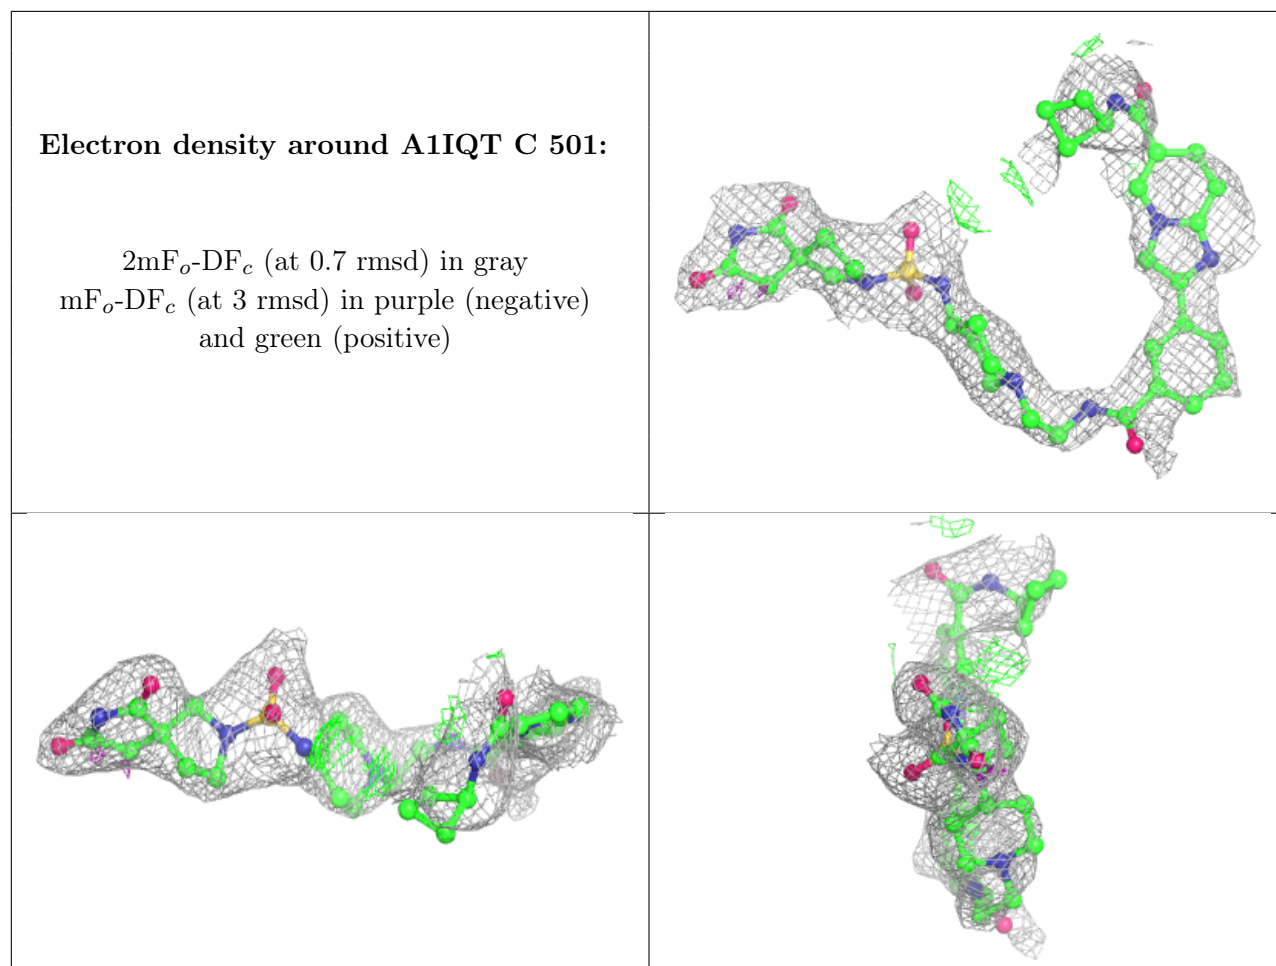 Electron density around A1IQT C 501:
2mFₒ-DF𝒸 (at 0.7 rmsd) in gray
mFₒ-DF𝒸 (at 3 rmsd) in purple (negative)
and green (positive)